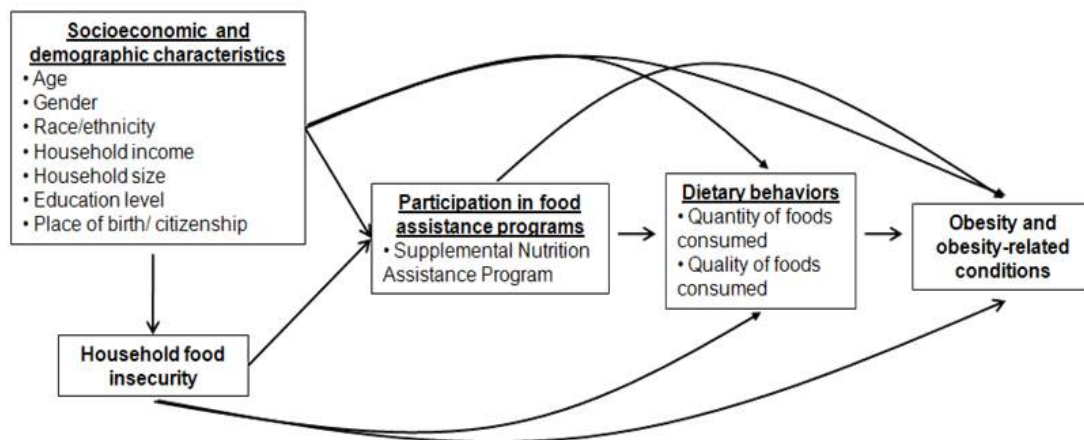 Socioeconomic and
demographic characteristics
• Age
• Gender
• Race/ethnicity
• Household income
• Household size
• Education level
• Place of birth/ citizenship
Household food
insecurity
Participation in food
assistance programs
• Supplemental Nutrition
Assistance Program
Dietary behaviors
• Quantity of foods
consumed
• Quality of foods
consumed
Obesity and
obesity-related
conditions